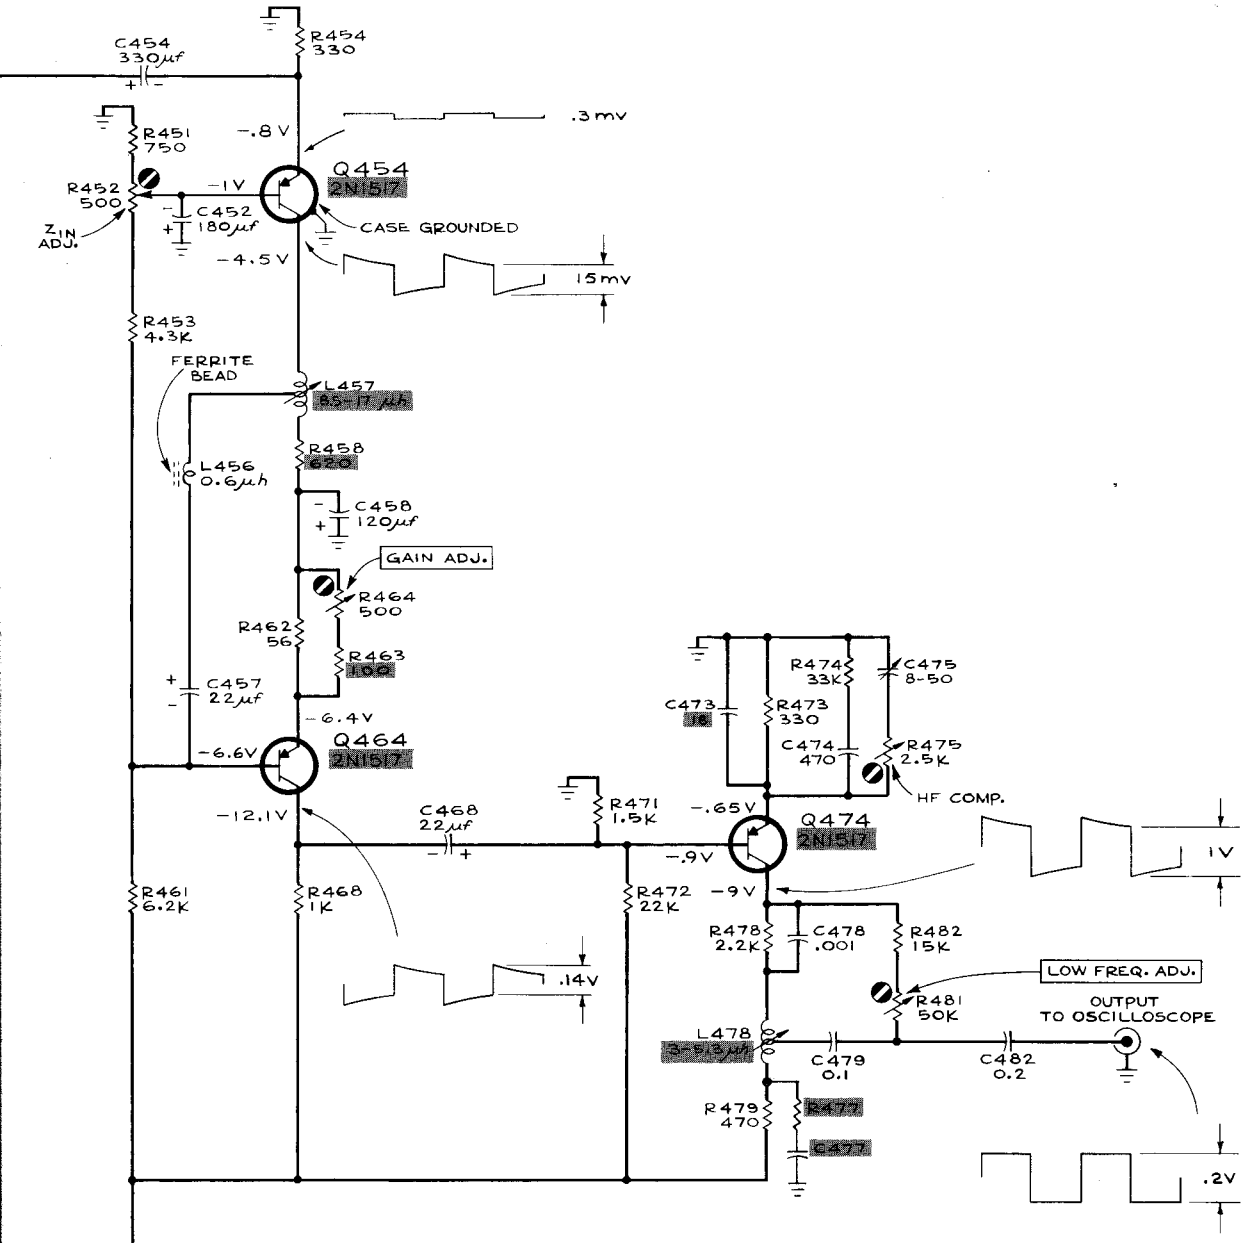 C454
330µf
+ -
R454
330
R451
750
-.8V
.3mv
Q454
2N1517
R452
500
-1V
ZIN
ADJ.
-
+
C452
180µf
CASE GROUNDED
-4.5V
15mv
R453
4.3K
FERRITE
BEAD
L457
8.5-17 µh
R458
620
L456
0.6µh
-
+
C458
120µf
GAIN ADJ.
R464
500
R462
56
R463
100
+
-
C457
22µf
-6.4V
Q464
2N1517
-6.6V
-12.1V
C468
22µf
- +
R471
1.5K
C473
18
R473
330
R474
33K
C475
8-50
C474
470
R475
2.5K
HF COMP.
-.65V
Q474
2N1517
-.9V
-9V
1V
R461
6.2K
R468
1K
R472
22K
R478
2.2K
C478
.001
R482
15K
.14V
LOW FREQ. ADJ.
R481
50K
OUTPUT
TO OSCILLOSCOPE
L478
3-5.3µh
C479
0.1
C482
0.2
R479
470
R477
C477
.2V